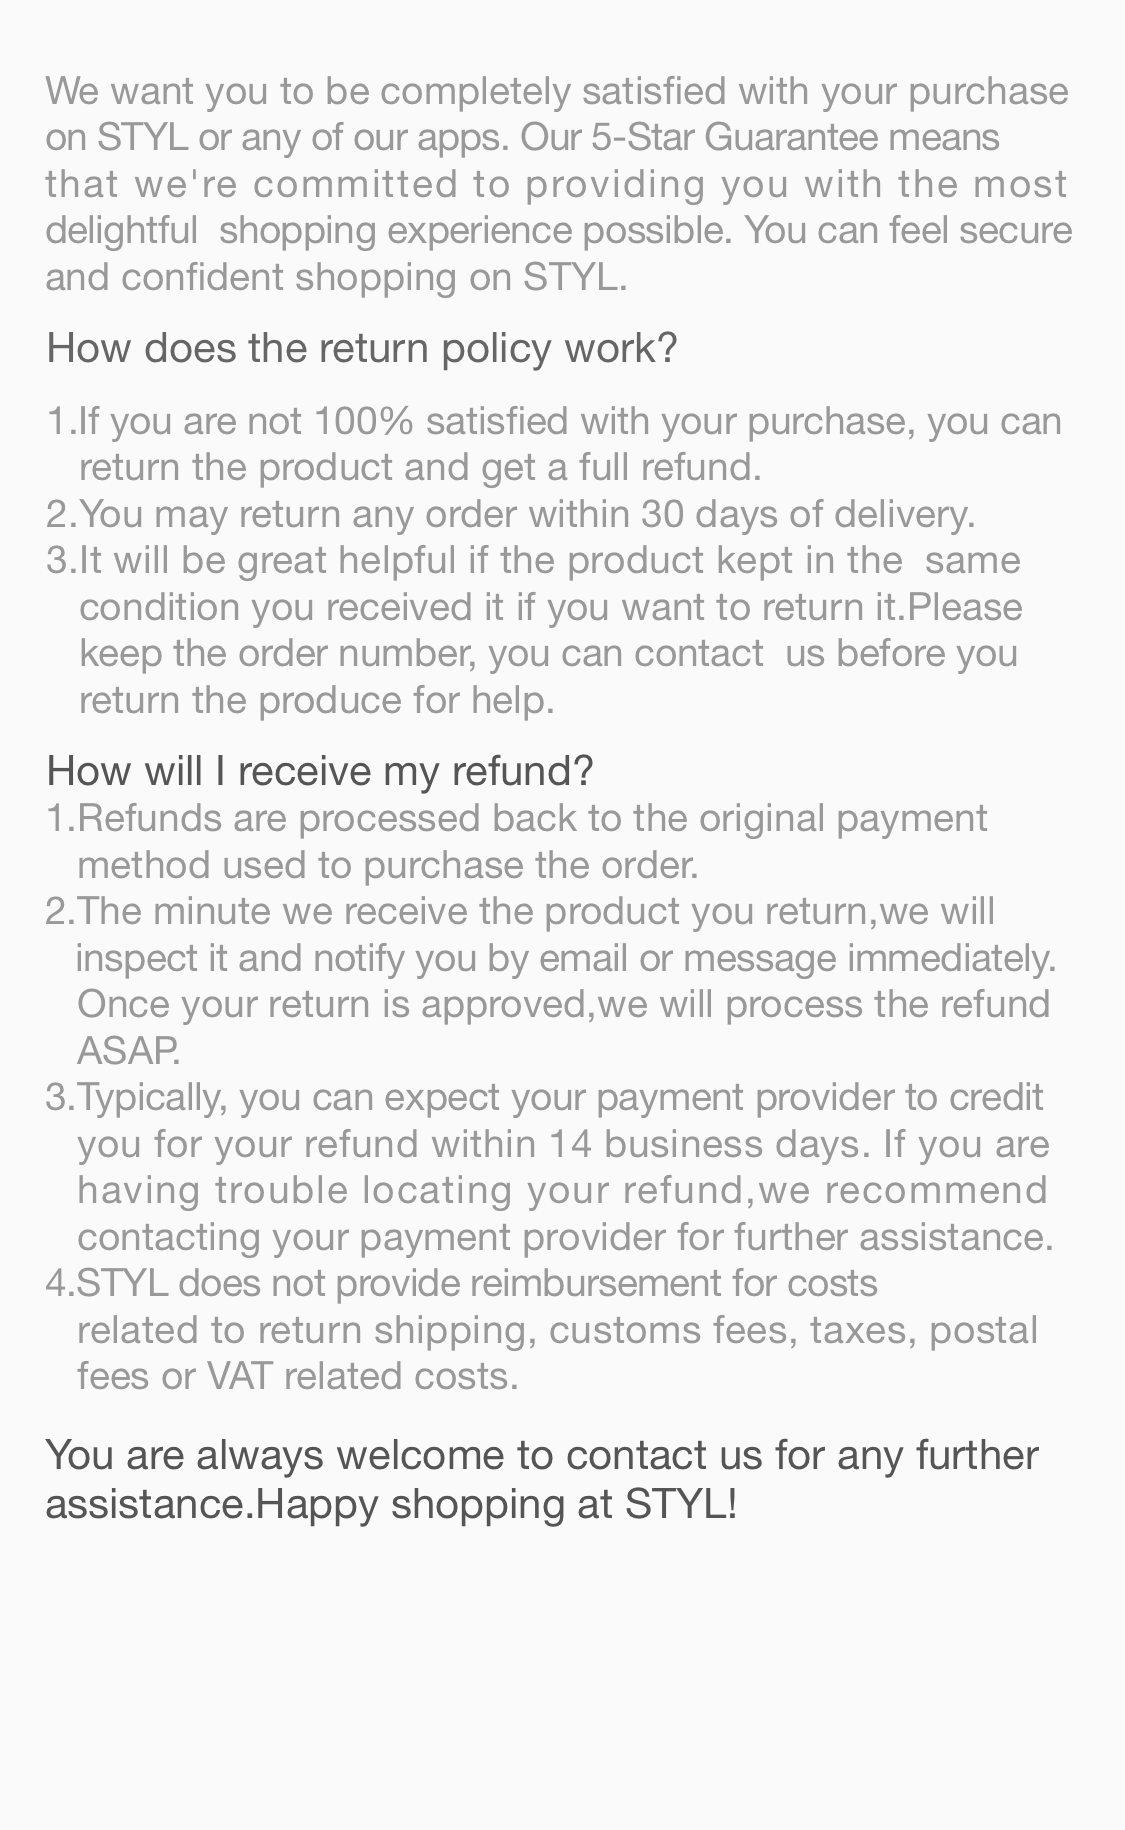 We want you to be completely satisfied with your purchase
on STYL or any of our apps. Our 5-Star Guarantee means
that we're committed to providing you with the most
delightful  shopping experience possible. You can feel secure
and confident shopping on STYL.
How does the return policy work?
1.If you are not 100% satisfied with your purchase, you can
return the product and get a full refund.
2.You may return any order within 30 days of delivery.
3.It will be great helpful if the product kept in the  same
condition you received it if you want to return it.Please
keep the order number, you can contact  us before you
return the produce for help.
How will I receive my refund?
1.Refunds are processed back to the original payment
method used to purchase the order.
2.The minute we receive the product you return,we will
inspect it and notify you by email or message immediately.
Once your return is approved,we will process the refund
ASAP.
3.Typically, you can expect your payment provider to credit
you for your refund within 14 business days. If you are
having trouble locating your refund,we recommend
contacting your payment provider for further assistance.
4.STYL does not provide reimbursement for costs
related to return shipping, customs fees, taxes, postal
fees or VAT related costs.
You are always welcome to contact us for any further
assistance.Happy shopping at STYL!